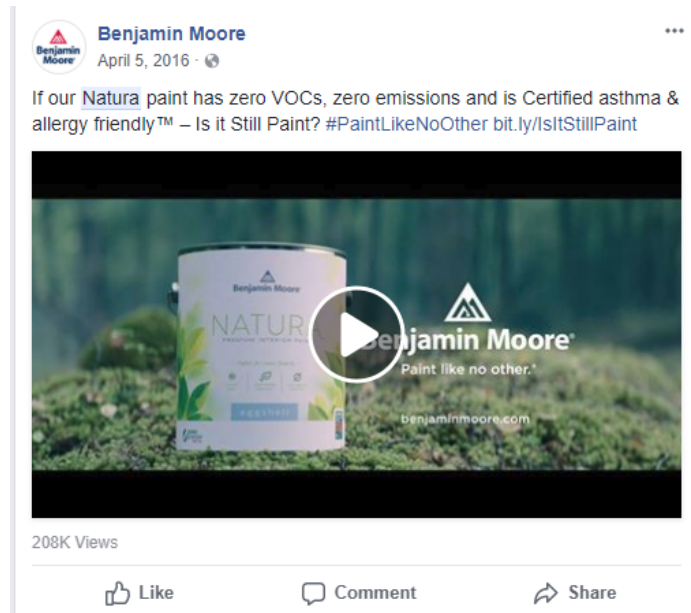 Benjamin Moore
Benjamin
Moore
April 5, 2016 ·
If our Natura paint has zero VOCs, zero emissions and is Certified asthma &
allergy friendly™ – Is it Still Paint? #PaintLikeNoOther bit.ly/IsItStillPaint
Benjamin Moore
NATURA
PREMIUM INTERIOR
eggshell
Benjamin Moore®
Paint like no other.®
benjaminmoore.com
208K Views
Like Comment Share